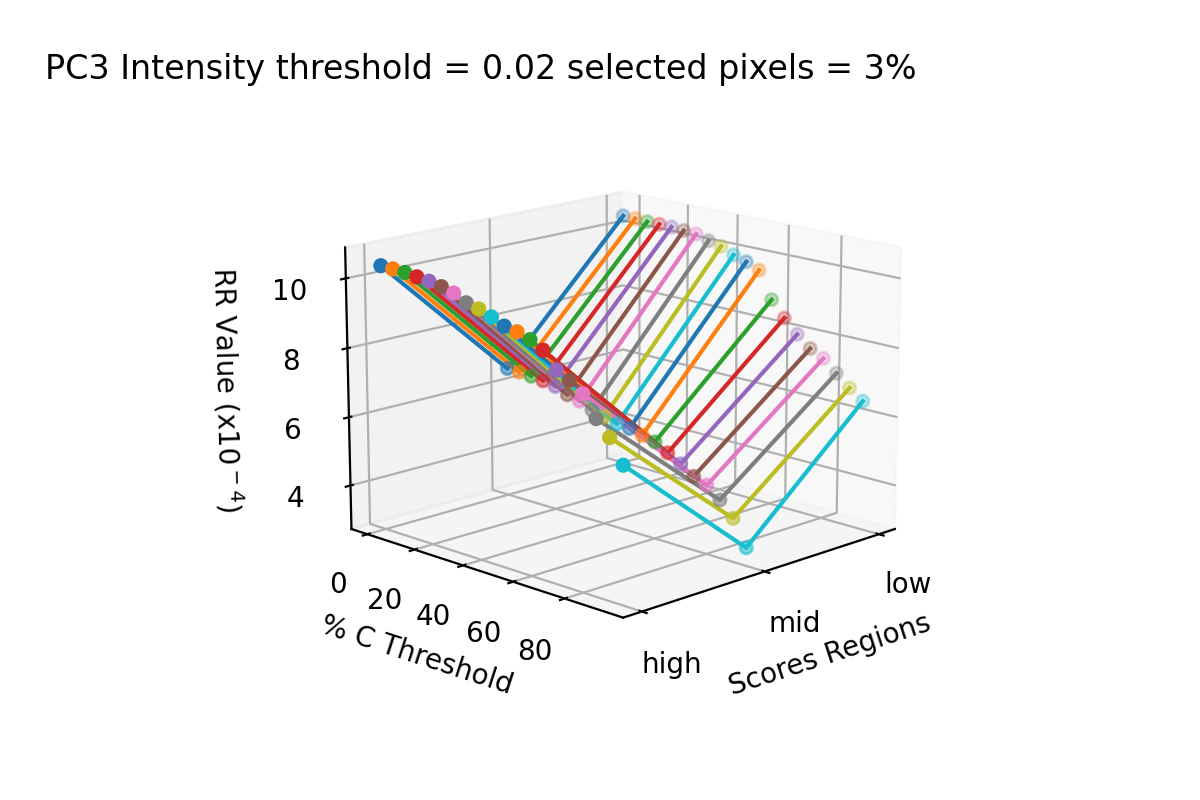 PC3 Intensity threshold = 0.02 selected pixels = 3%
RR Value (x10⁻⁴)
10
8
6
4
0
20
40
60
80
% C Threshold
high
mid
low
Scores Regions